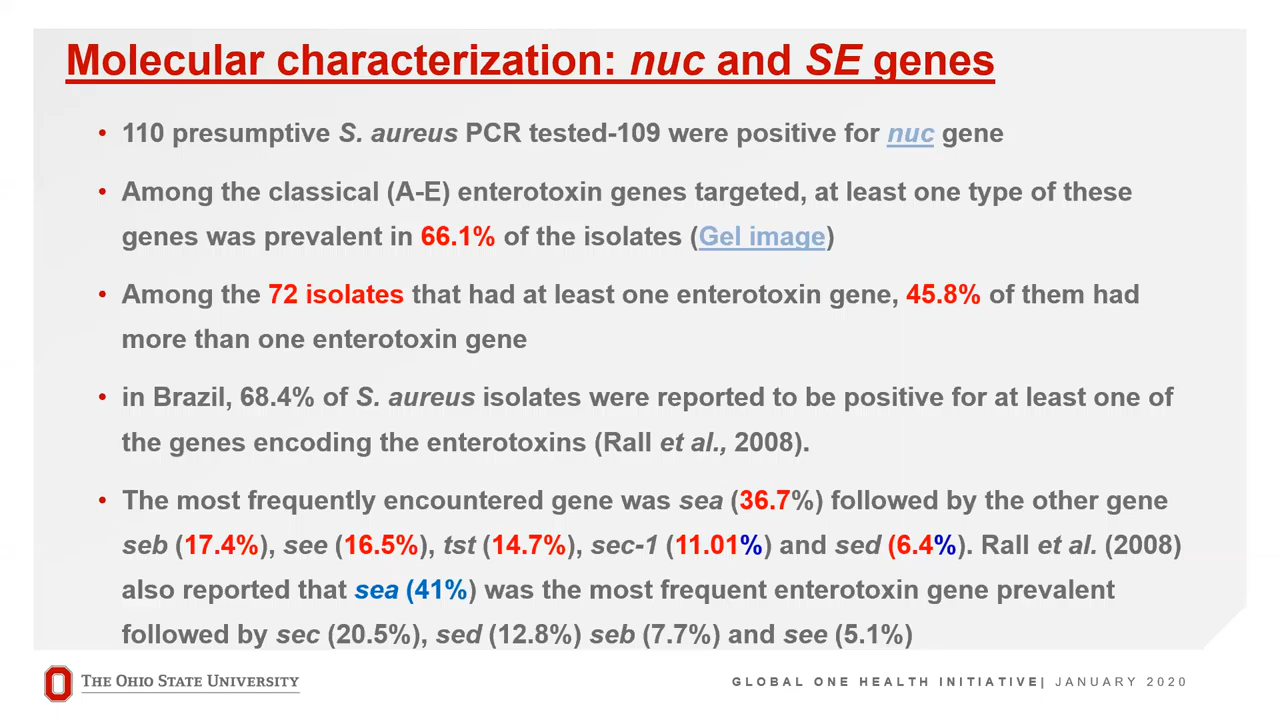 Molecular characterization: nuc and SE genes
• 110 presumptive S. aureus PCR tested-109 were positive for nuc gene
• Among the classical (A-E) enterotoxin genes targeted, at least one type of these
genes was prevalent in 66.1% of the isolates (Gel image)
• Among the 72 isolates that had at least one enterotoxin gene, 45.8% of them had
more than one enterotoxin gene
• in Brazil, 68.4% of S. aureus isolates were reported to be positive for at least one of
the genes encoding the enterotoxins (Rall et al., 2008).
• The most frequently encountered gene was sea (36.7%) followed by the other gene
seb (17.4%), see (16.5%), tst (14.7%), sec-1 (11.01%) and sed (6.4%). Rall et al. (2008)
also reported that sea (41%) was the most frequent enterotoxin gene prevalent
followed by sec (20.5%), sed (12.8%) seb (7.7%) and see (5.1%)
THE OHIO STATE UNIVERSITY
GLOBAL ONE HEALTH INITIATIVE| JANUARY 2020